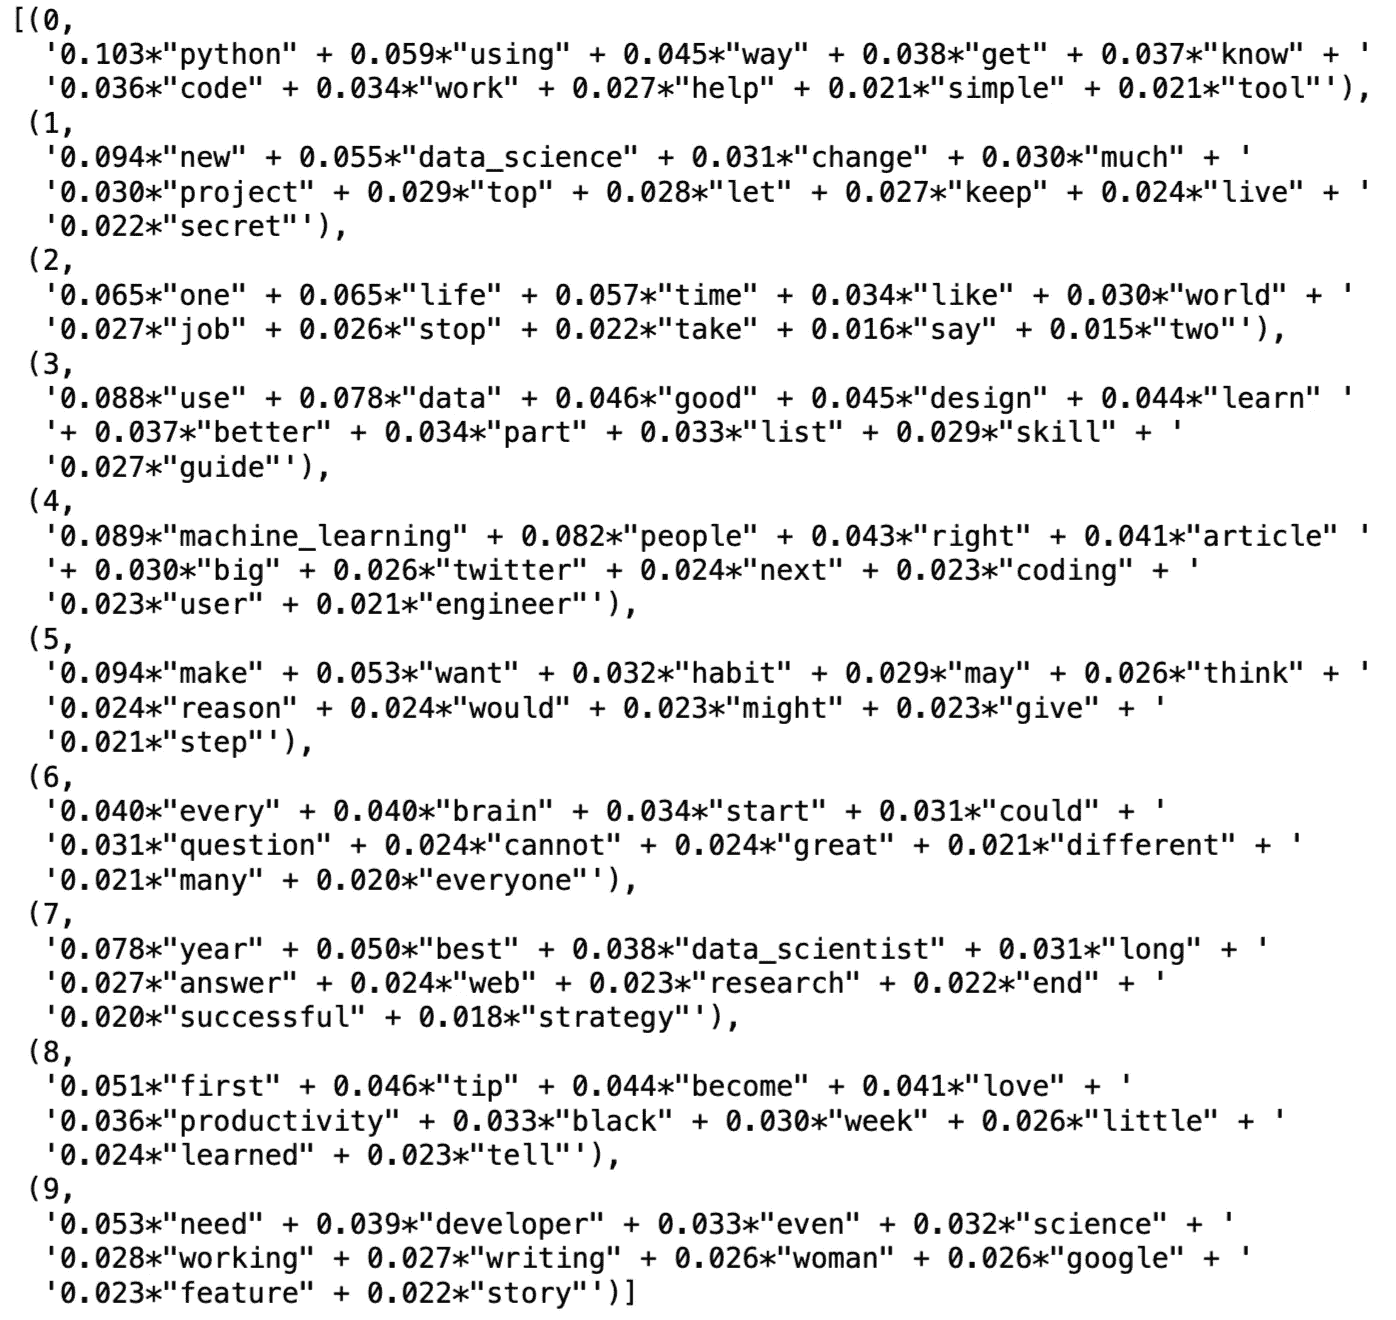 [(0,
'0.103*"python" + 0.059*"using" + 0.045*"way" + 0.038*"get" + 0.037*"know" + '
'0.036*"code" + 0.034*"work" + 0.027*"help" + 0.021*"simple" + 0.021*"tool"'),
(1,
'0.094*"new" + 0.055*"data_science" + 0.031*"change" + 0.030*"much" + '
'0.030*"project" + 0.029*"top" + 0.028*"let" + 0.027*"keep" + 0.024*"live" + '
'0.022*"secret"'),
(2,
'0.065*"one" + 0.065*"life" + 0.057*"time" + 0.034*"like" + 0.030*"world" + '
'0.027*"job" + 0.026*"stop" + 0.022*"take" + 0.016*"say" + 0.015*"two"'),
(3,
'0.088*"use" + 0.078*"data" + 0.046*"good" + 0.045*"design" + 0.044*"learn" '
'+ 0.037*"better" + 0.034*"part" + 0.033*"list" + 0.029*"skill" + '
'0.027*"guide"'),
(4,
'0.089*"machine_learning" + 0.082*"people" + 0.043*"right" + 0.041*"article" '
'+ 0.030*"big" + 0.026*"twitter" + 0.024*"next" + 0.023*"coding" + '
'0.023*"user" + 0.021*"engineer"'),
(5,
'0.094*"make" + 0.053*"want" + 0.032*"habit" + 0.029*"may" + 0.026*"think" + '
'0.024*"reason" + 0.024*"would" + 0.023*"might" + 0.023*"give" + '
'0.021*"step"'),
(6,
'0.040*"every" + 0.040*"brain" + 0.034*"start" + 0.031*"could" + '
'0.031*"question" + 0.024*"cannot" + 0.024*"great" + 0.021*"different" + '
'0.021*"many" + 0.020*"everyone"'),
(7,
'0.078*"year" + 0.050*"best" + 0.038*"data_scientist" + 0.031*"long" + '
'0.027*"answer" + 0.024*"web" + 0.023*"research" + 0.022*"end" + '
'0.020*"successful" + 0.018*"strategy"'),
(8,
'0.051*"first" + 0.046*"tip" + 0.044*"become" + 0.041*"love" + '
'0.036*"productivity" + 0.033*"black" + 0.030*"week" + 0.026*"little" + '
'0.024*"learned" + 0.023*"tell"'),
(9,
'0.053*"need" + 0.039*"developer" + 0.033*"even" + 0.032*"science" + '
'0.028*"working" + 0.027*"writing" + 0.026*"woman" + 0.026*"google" + '
'0.023*"feature" + 0.022*"story"')]